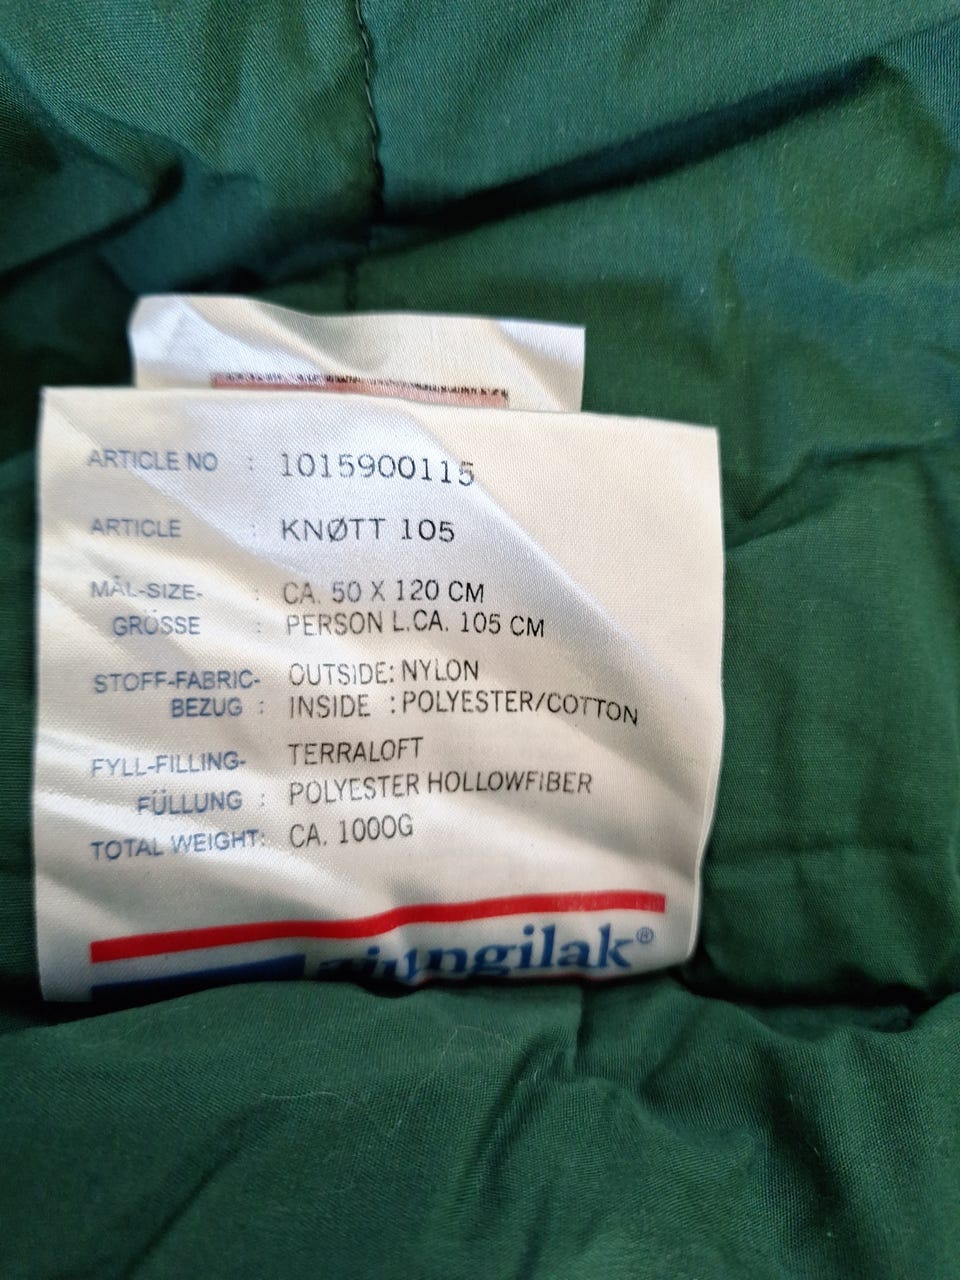 ARTICLE NO : 1015900115
ARTICLE : KNØTT 105
MÅL-SIZE- : CA. 50 X 120 CM
GRÖSSE : PERSON L.CA. 105 CM
STOFF-FABRIC- OUTSIDE: NYLON
BEZUG : INSIDE : POLYESTER/COTTON
FYLL-FILLING- TERRALOFT
FÜLLUNG : POLYESTER HOLLOWFIBER
TOTAL WEIGHT: CA. 1000G
ajungilak®